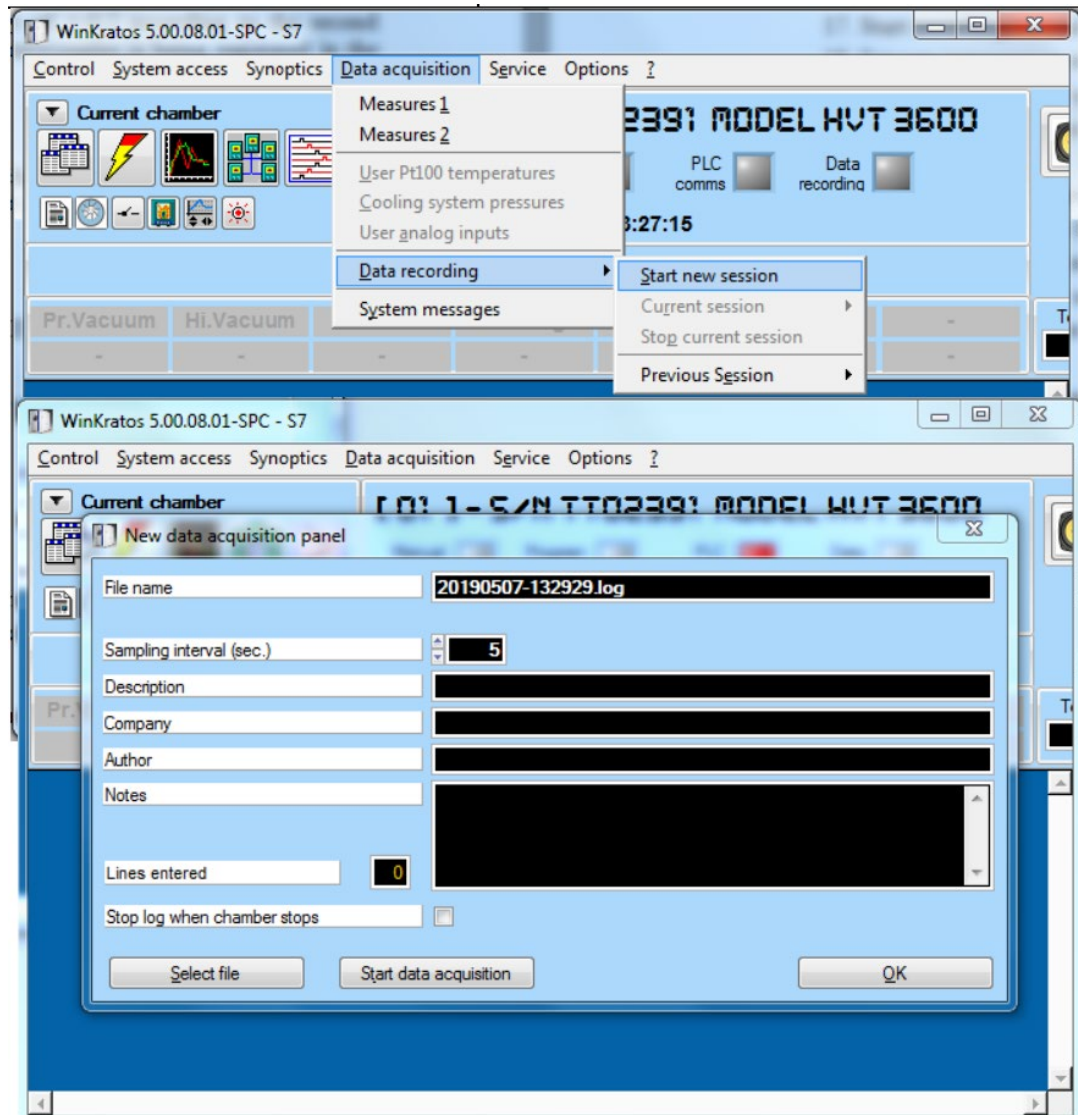 WinKratos 5.00.08.01-SPC - S7
Control System access Synoptics Data acquisition Service Options ?
Current chamber
Measures 1
Measures 2
User Pt100 temperatures
Cooling system pressures
User analog inputs
Data recording
System messages
2391 MODEL HVT 3600
PLC comms
Data recording
:27:15
Start new session
Current session
Stop current session
Previous Session
Pr.Vacuum Hi.Vacuum
- - - - -
WinKratos 5.00.08.01-SPC - S7
Control System access Synoptics Data acquisition Service Options ?
Current chamber
[ 01 ] - S/N TT02391 MODEL HVT 3600
New data acquisition panel
File name 20190507-132929.log
Sampling interval (sec.) 5
Description
Company
Author
Notes
Lines entered 0
Stop log when chamber stops
Select file Start data acquisition OK